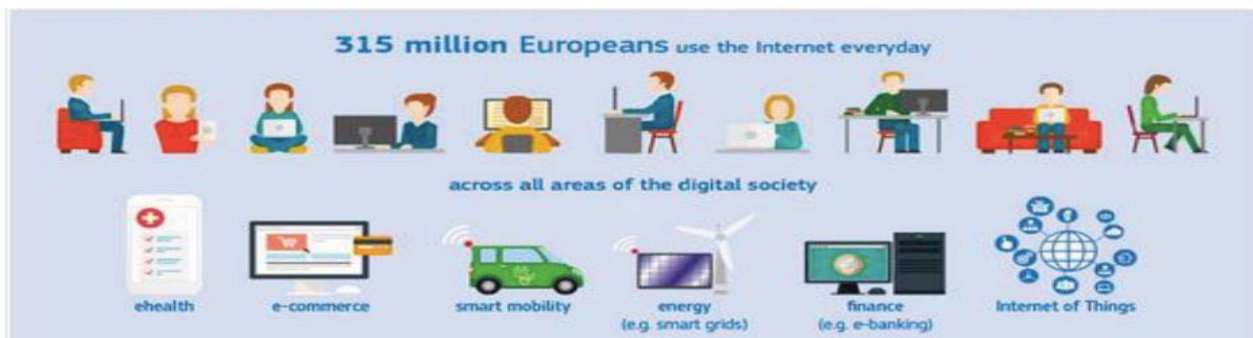 315 million Europeans use the Internet everyday
across all areas of the digital society
ehealth
e-commerce
smart mobility
energy
(e.g. smart grids)
finance
(e.g. e-banking)
Internet of Things